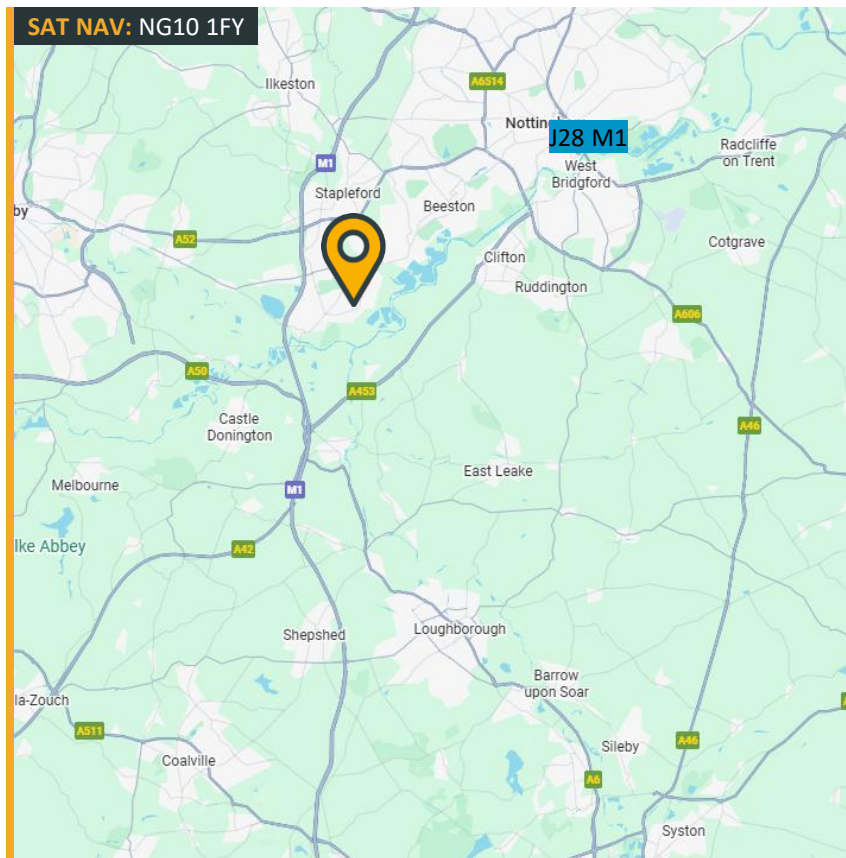 SAT NAV: NG10 1FY
Ilkeston
A6514
Nottin
J28 M1
Radcliffe
on Trent
M1
West
Bridgford
Stapleford
Beeston
by
A52
Cotgrave
Clifton
Ruddington
A606
A50
A453
Castle
Donington
A46
East Leake
Melbourne
M1
lke Abbey
A42
Shepshed
Loughborough
Barrow
upon Soar
la-Zouch
A511
Sileby
A46
Coalville
A6
Syston